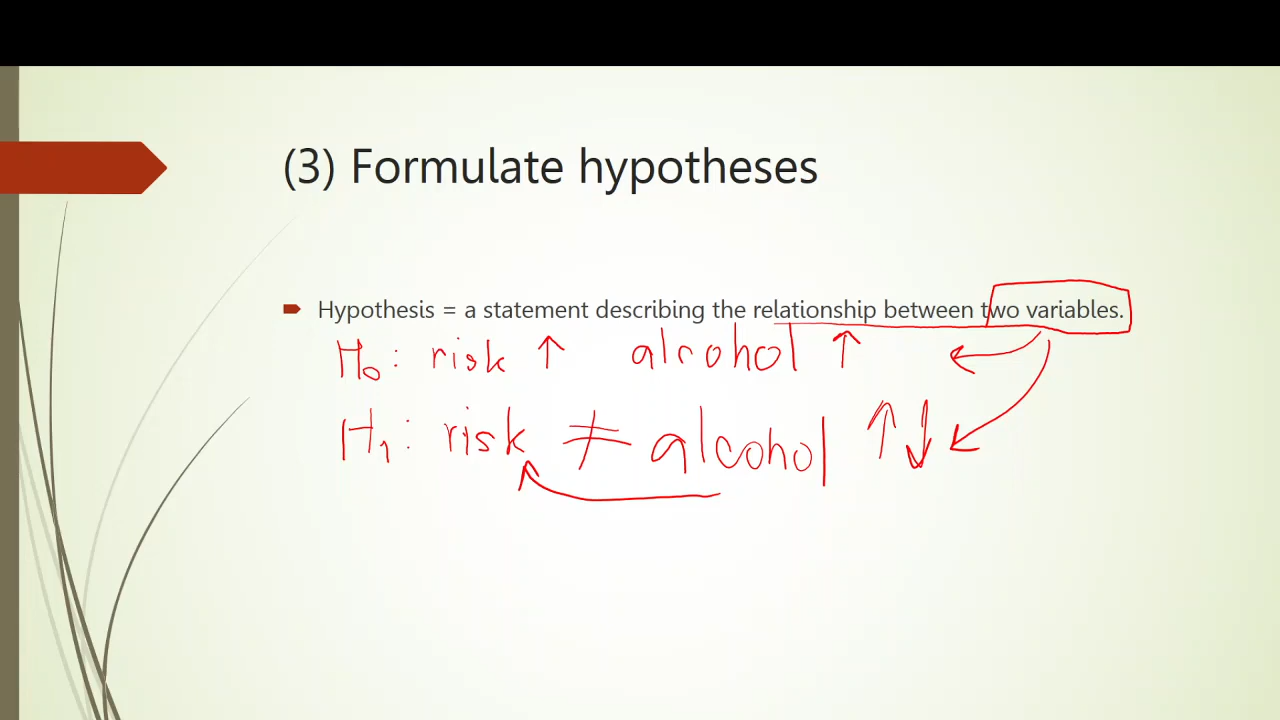 (3) Formulate hypotheses
Hypothesis = a statement describing the relationship between two variables.
H0: risk ↑ alcohol ↑
H1: risk ≠ alcohol ↑↓